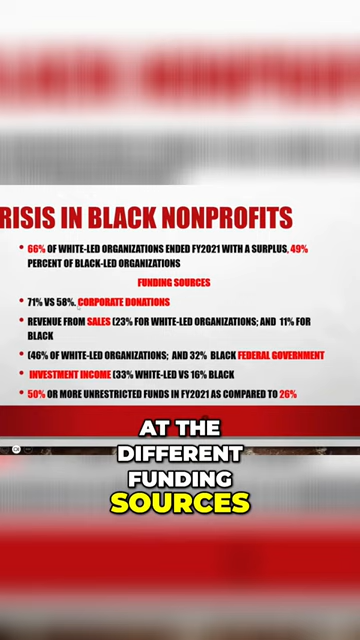 RISIS IN BLACK NONPROFITS
• 66% OF WHITE-LED ORGANIZATIONS ENDED FY2021 WITH A SURPLUS, 49%
PERCENT OF BLACK-LED ORGANIZATIONS
FUNDING SOURCES
• 71% VS 58%. CORPORATE DONATIONS
• REVENUE FROM SALES (23% FOR WHITE-LED ORGANIZATIONS; AND 11% FOR
BLACK
• (46% OF WHITE-LED ORGANIZATIONS; AND 32% BLACK FEDERAL GOVERNMENT
• INVESTMENT INCOME (33% WHITE-LED VS 16% BLACK
• 50% OR MORE UNRESTRICTED FUNDS IN FY2021 AS COMPARED TO 26%
AT THE
DIFFERENT
FUNDING
SOURCES